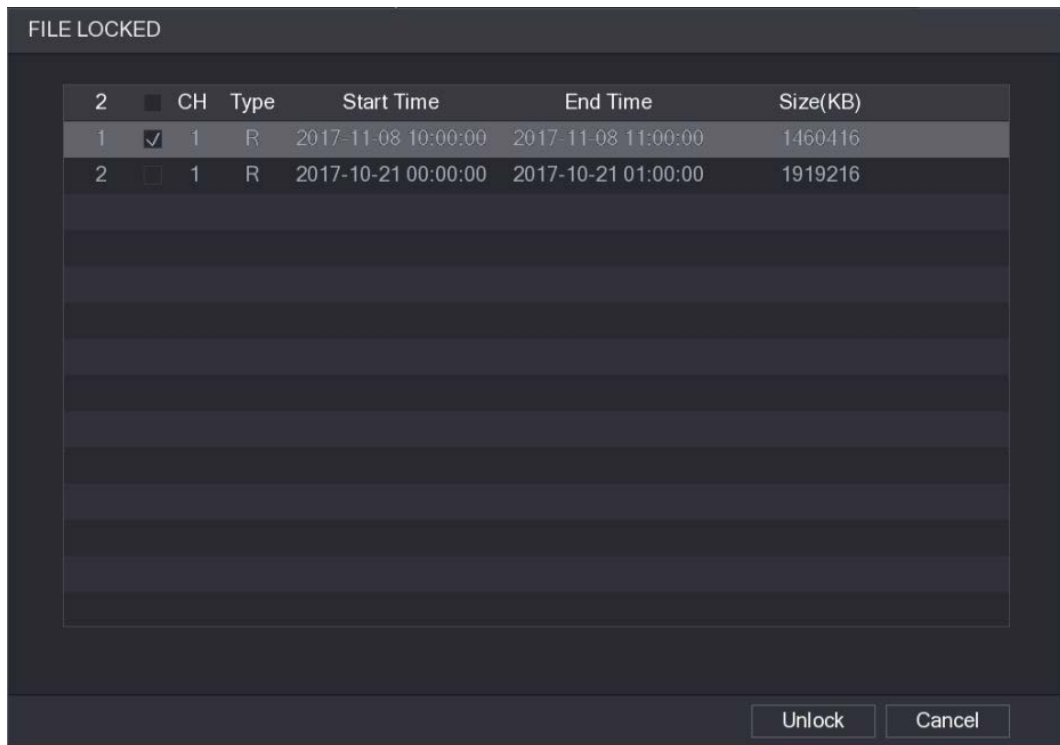 FILE LOCKED
2 CH Type Start Time End Time Size(KB)
1 1 R 2017-11-08 10:00:00 2017-11-08 11:00:00 1460416
2 1 R 2017-10-21 00:00:00 2017-10-21 01:00:00 1919216
Unlock Cancel